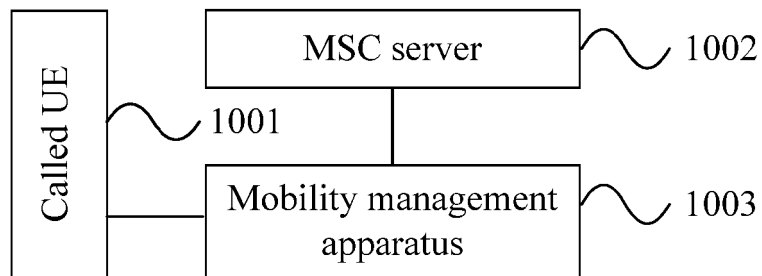 MSC server
1002
Called UE
1001
Mobility management
apparatus
1003